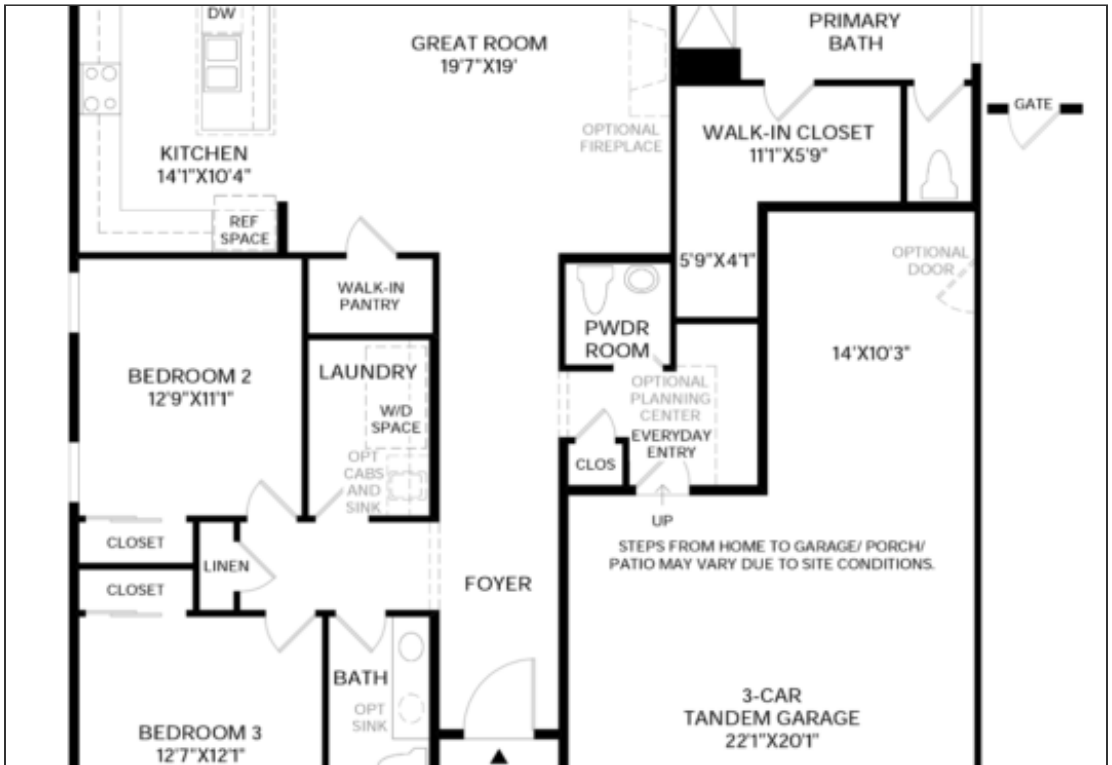 DW
GREAT ROOM
19'7"X19'
PRIMARY
BATH
GATE
OPTIONAL
FIREPLACE
WALK-IN CLOSET
11'1"X5'9"
KITCHEN
14'1"X10'4"
REF
SPACE
5'9"X4'1"
OPTIONAL
DOOR
WALK-IN
PANTRY
PWDR
ROOM
14'X10'3"
BEDROOM 2
12'9"X11'1"
LAUNDRY
W/D
SPACE
OPTIONAL
PLANNING
CENTER
EVERYDAY
ENTRY
CLOS
OPT
CABS
AND
SINK
UP
STEPS FROM HOME TO GARAGE/ PORCH/
PATIO MAY VARY DUE TO SITE CONDITIONS.
CLOSET
LINEN
CLOSET
FOYER
BATH
OPT
SINK
3-CAR
TANDEM GARAGE
22'1"X20'1"
BEDROOM 3
12'7"X12'1"